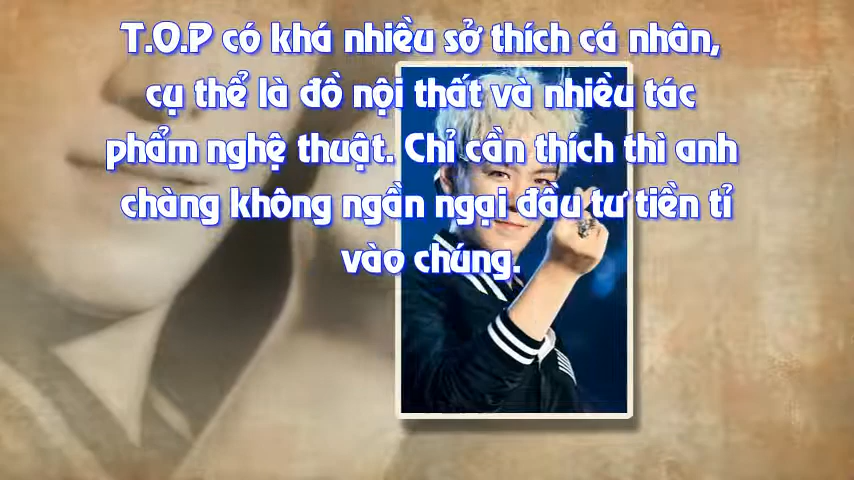 T.O.P có khá nhiều sở thích cá nhân,
cụ thể là đồ nội thất và nhiều tác
phẩm nghệ thuật. Chỉ cần thích thì anh
chàng không ngần ngại đầu tư tiền tỉ
vào chúng.